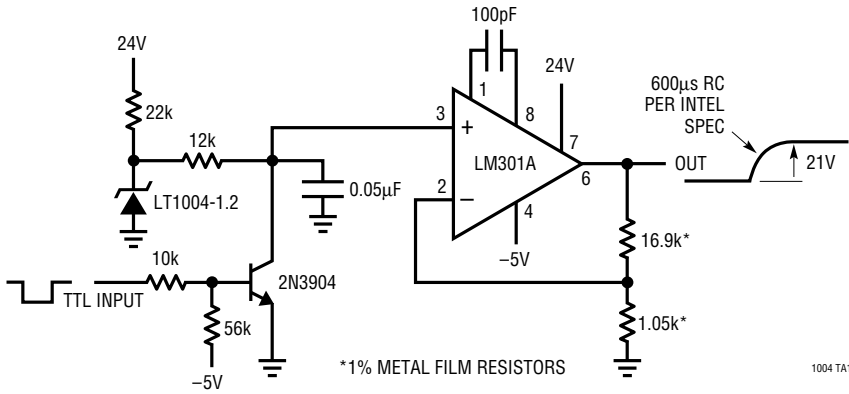 100pF
24V
22k
12k
LT1004-1.2
0.05µF
3
+
1
8
24V
7
LM301A
6
2
–
4
–5V
OUT
600µs RC
PER INTEL
SPEC
21V
16.9k*
1.05k*
10k
2N3904
TTL INPUT
56k
–5V
*1% METAL FILM RESISTORS